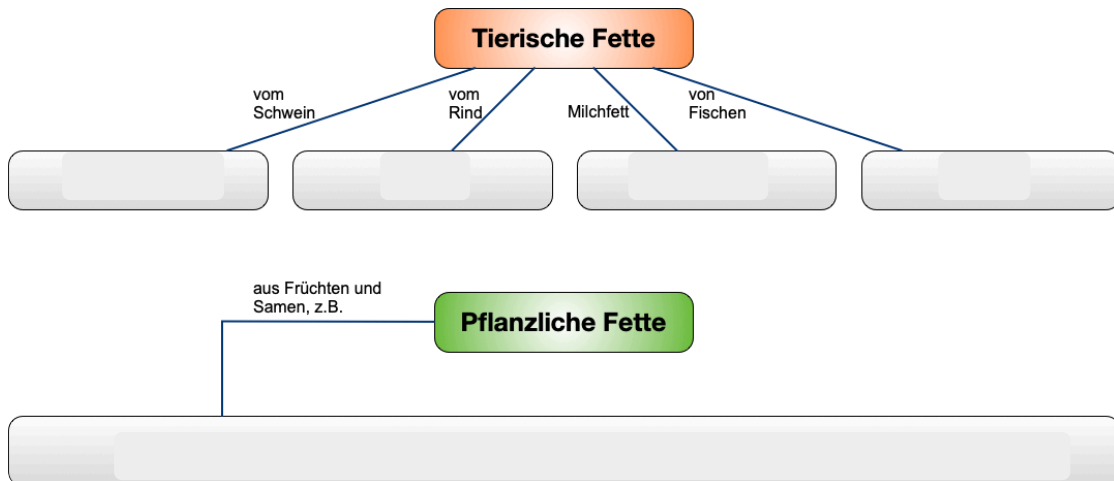 Tierische Fette
vom
Schwein
vom
Rind
Milchfett
von
Fischen
aus Früchten und
Samen, z.B.
Pflanzliche Fette